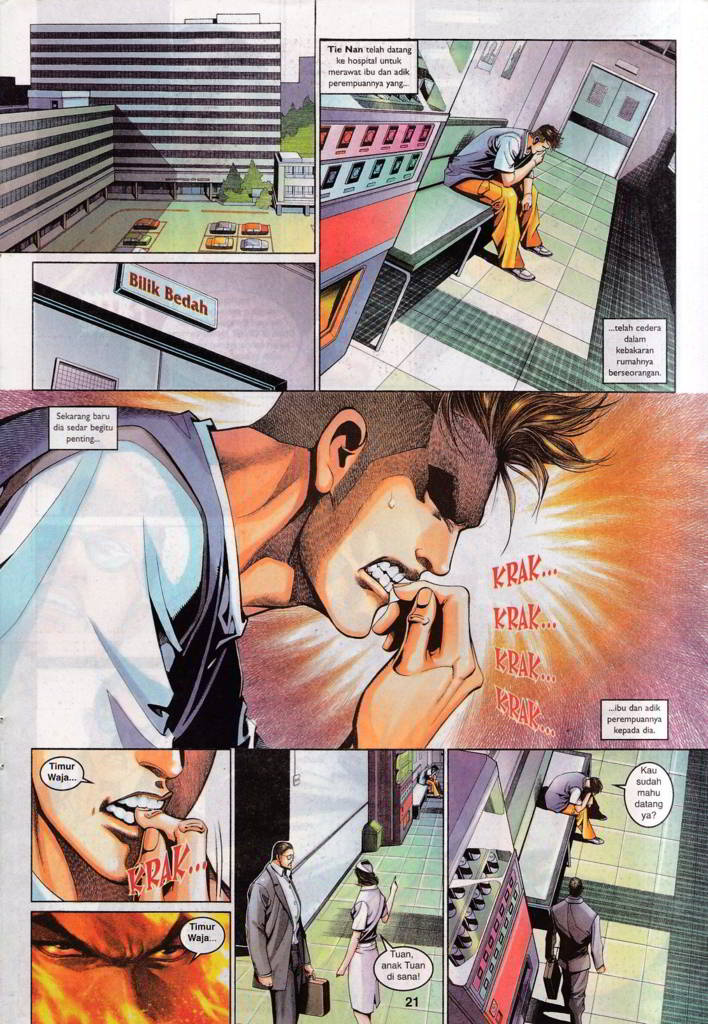 Tie Nan telah datang
ke hospital untuk
merawat ibu dan adik
perempuannya yang...
...telah cedera
dalam
kebakaran
rumahnya
berseorangan.
Bilik Bedah
Sekarang baru
dia sedar begitu
penting...
KRAK...
KRAK...
KRAK...
KRAK...
...ibu dan adik
perempuannya
kepada dia.
Timur
Waja...
KRAK...
Timur
Waja...
Tuan,
anak Tuan
di sana!
Kau
sudah
mahu
datang
ya?
21